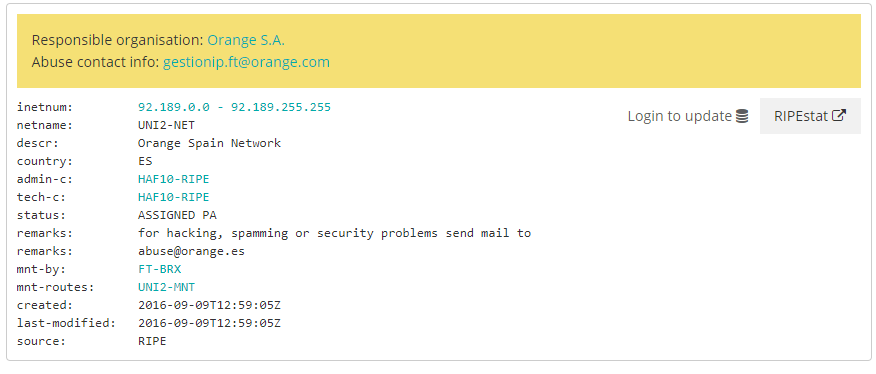 Responsible organisation: Orange S.A.
Abuse contact info: gestionip.ft@orange.com
inetnum: 92.189.0.0 - 92.189.255.255
Login to update
RIPEstat
netname: UNI2-NET
descr: Orange Spain Network
country: ES
admin-c: HAF10-RIPE
tech-c: HAF10-RIPE
status: ASSIGNED PA
remarks: for hacking, spamming or security problems send mail to
remarks: abuse@orange.es
mnt-by: FT-BRX
mnt-routes: UNI2-MNT
created: 2016-09-09T12:59:05Z
last-modified: 2016-09-09T12:59:05Z
source: RIPE